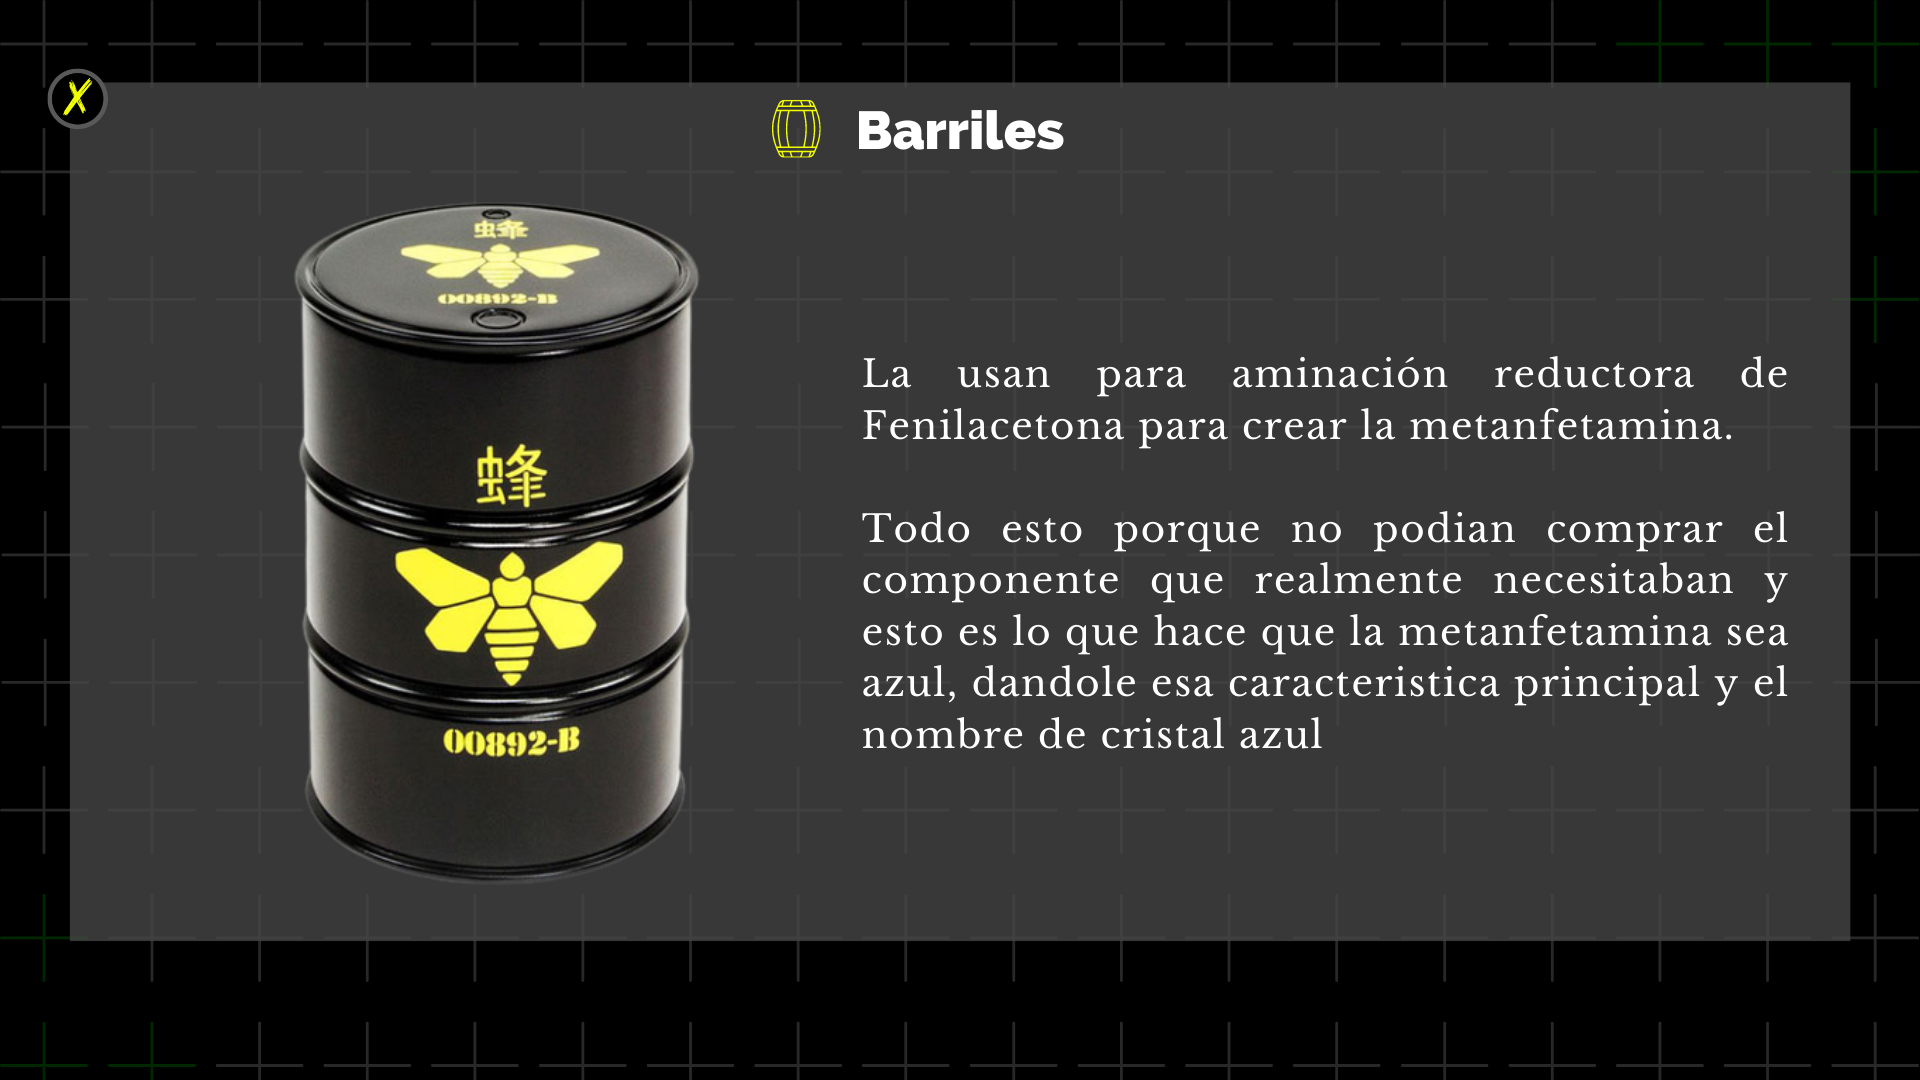 X
Barriles
蜂
00892-B
蜂
00892-B
La usan para aminación reductora de
Fenilacetona para crear la metanfetamina.
Todo esto porque no podian comprar el
componente que realmente necesitaban y
esto es lo que hace que la metanfetamina sea
azul, dandole esa caracteristica principal y el
nombre de cristal azul